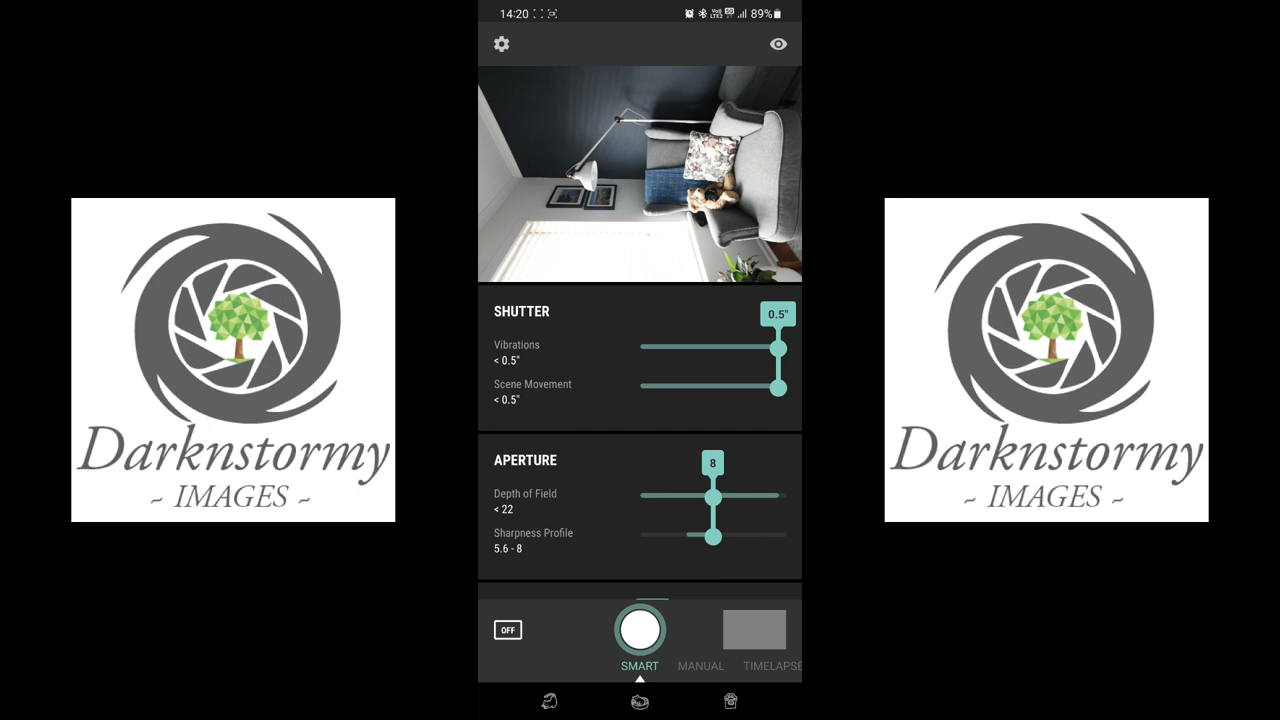 14:20
89%
Darknstormy
~ IMAGES ~
SHUTTER
0.5"
Vibrations
< 0.5"
Scene Movement
< 0.5"
APERTURE
8
Depth of Field
< 22
Sharpness Profile
5.6 - 8
OFF
SMART MANUAL TIMELAPSE
Darknstormy
~ IMAGES ~